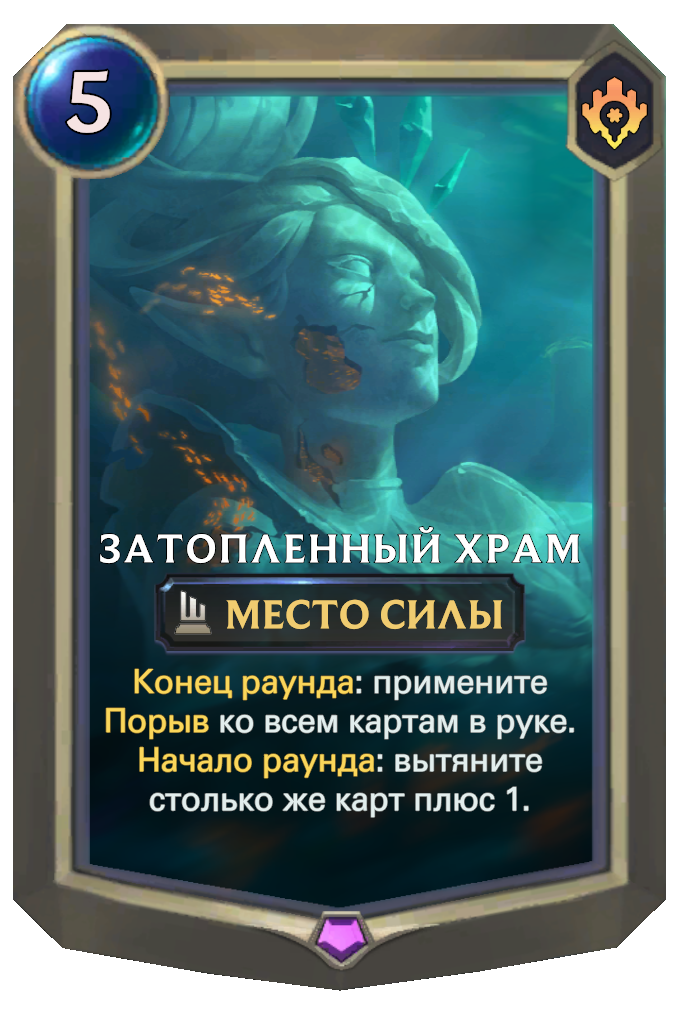 5
ЗАТОПЛЕННЫЙ ХРАМ
МЕСТО СИЛЫ
Конец раунда: примените
Порыв ко всем картам в руке.
Начало раунда: вытяните
столько же карт плюс 1.